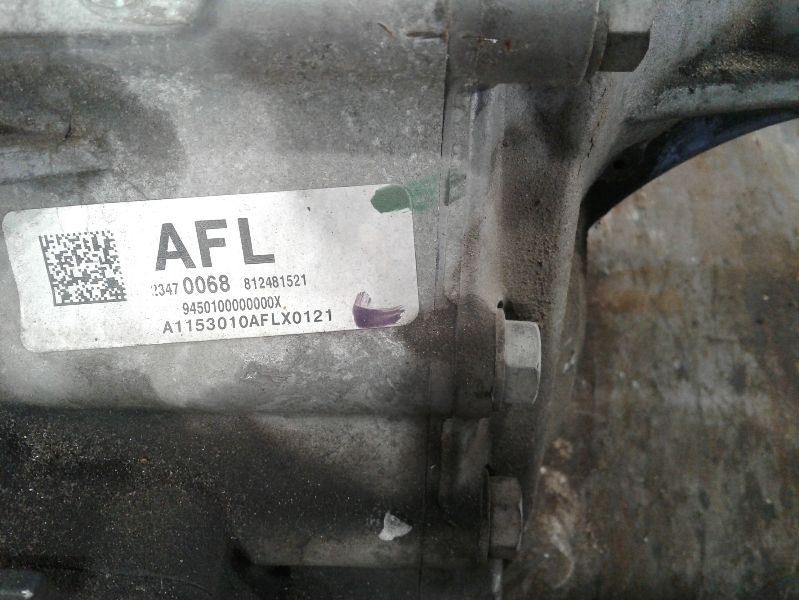 AFL
2347 0068 812481521
9450100000000X
A1153010AFLX0121